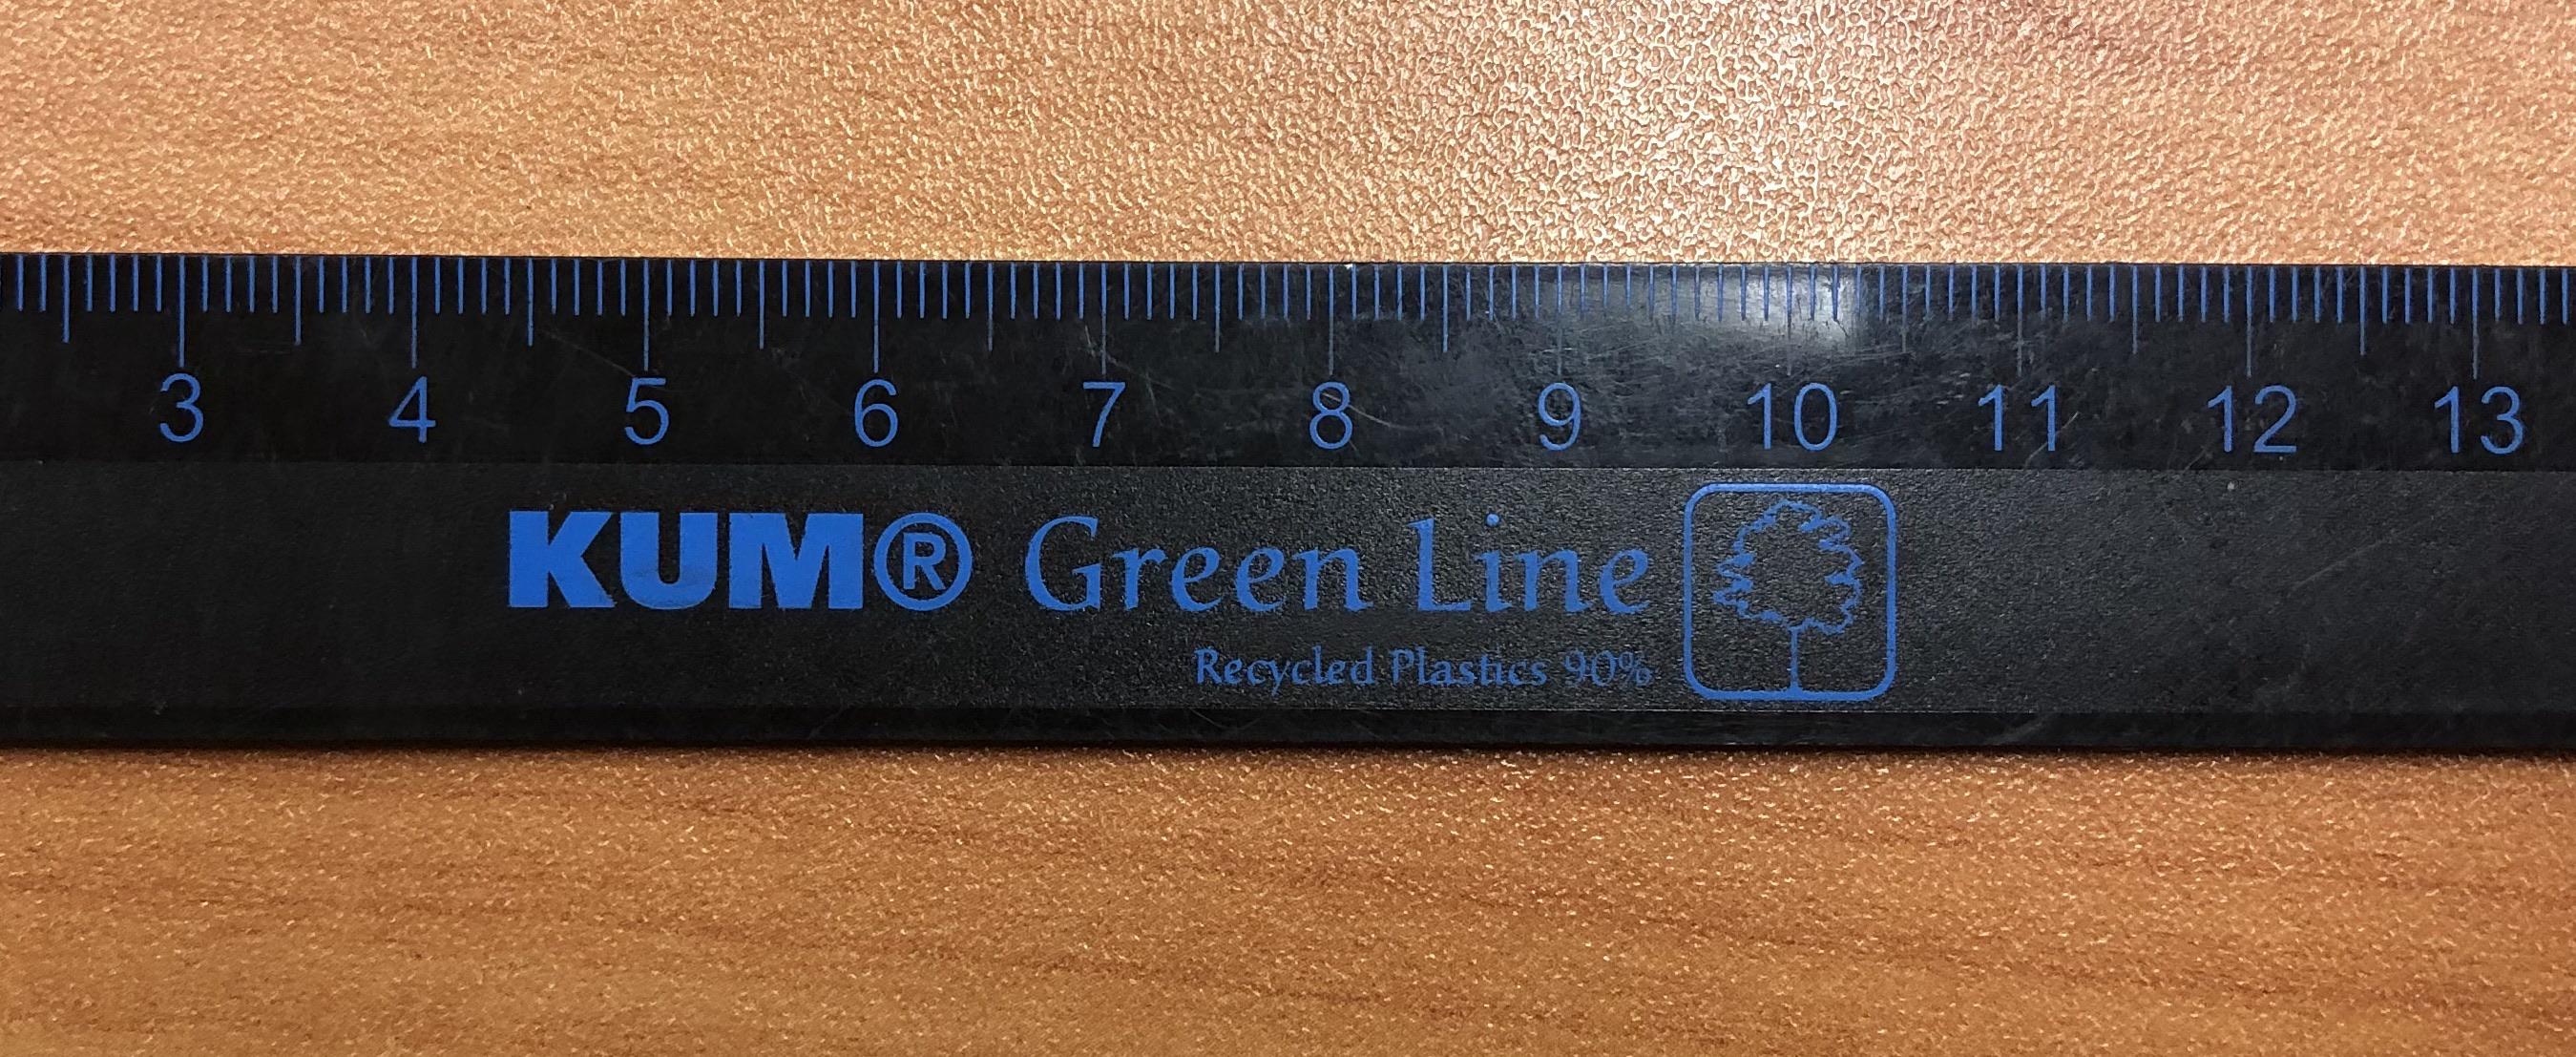 3 4 5 6 7 8 9 10 11 12 13
KUM® Green Line
Recycled Plastics 90%